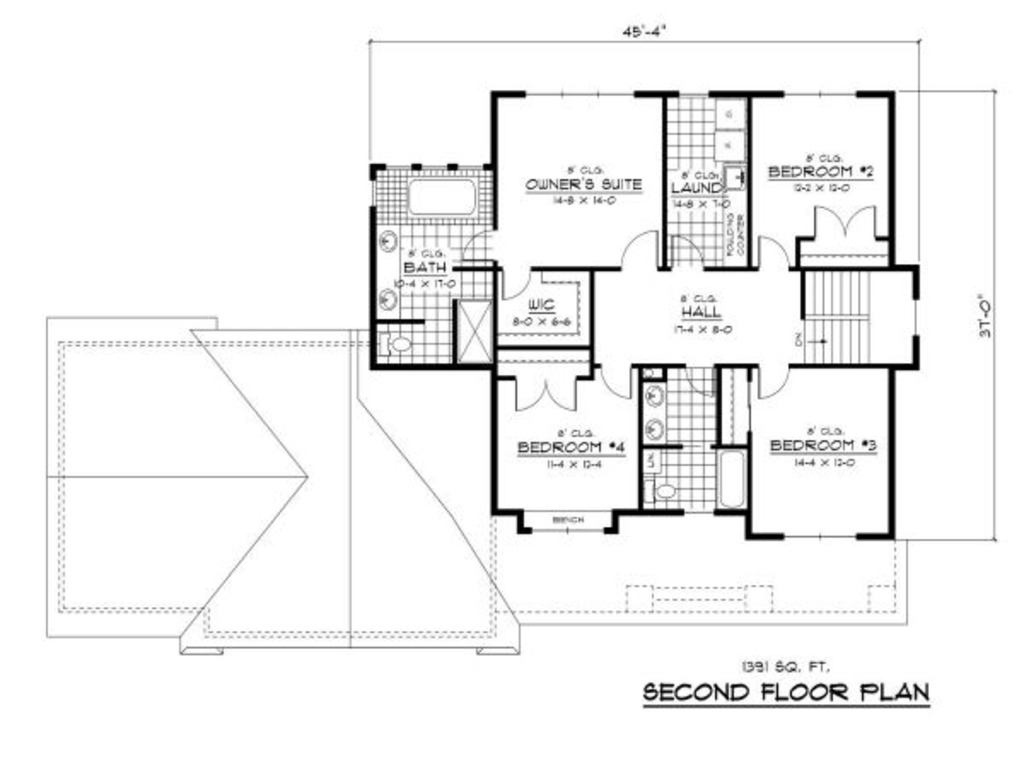 45'-4"
8' CLG.
OWNER'S SUITE
14-8 X 14-0
8' CLG.
LAUND
14-8 X 7-0
FOLDING
COUNTER
8' CLG.
BEDROOM #2
12-2 X 12-0
8' CLG.
BATH
10-4 X 17-0
WIC
8-0 X 6-6
8' CLG.
HALL
17-4 X 8-0
DN
37'-0"
8' CLG.
BEDROOM #4
11-4 X 12-4
BENCH
8' CLG.
BEDROOM #3
14-4 X 12-0
1391 SQ. FT.
SECOND FLOOR PLAN